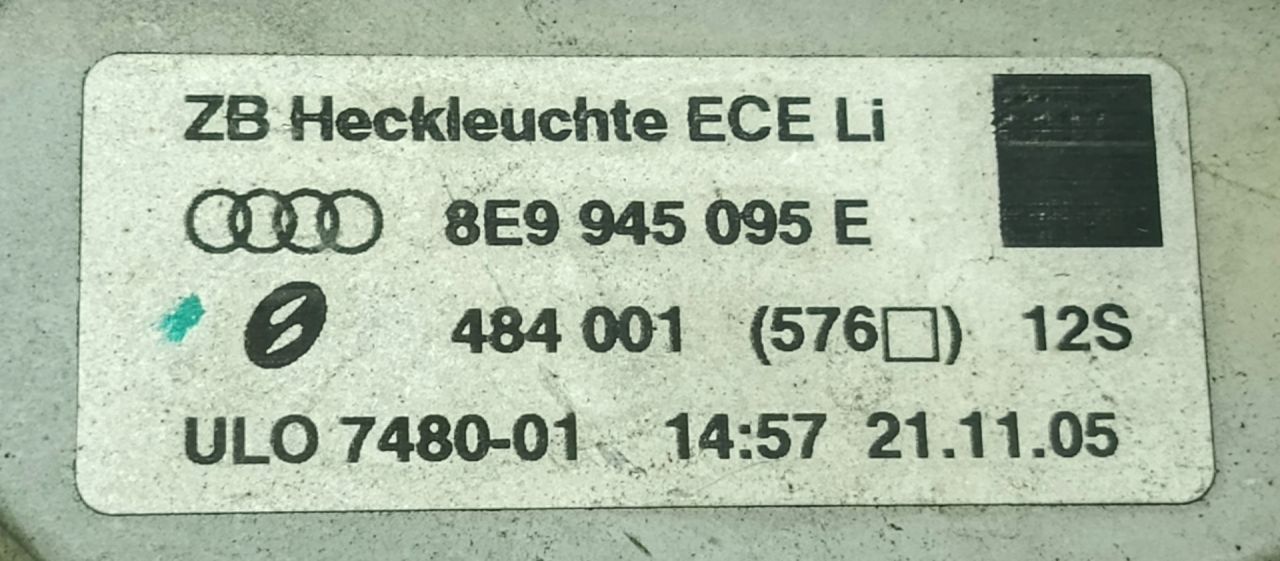 ZB Heckleuchte ECE Li
8E9 945 095 E
484 001 (576□) 12S
ULO 7480-01 14:57 21.11.05